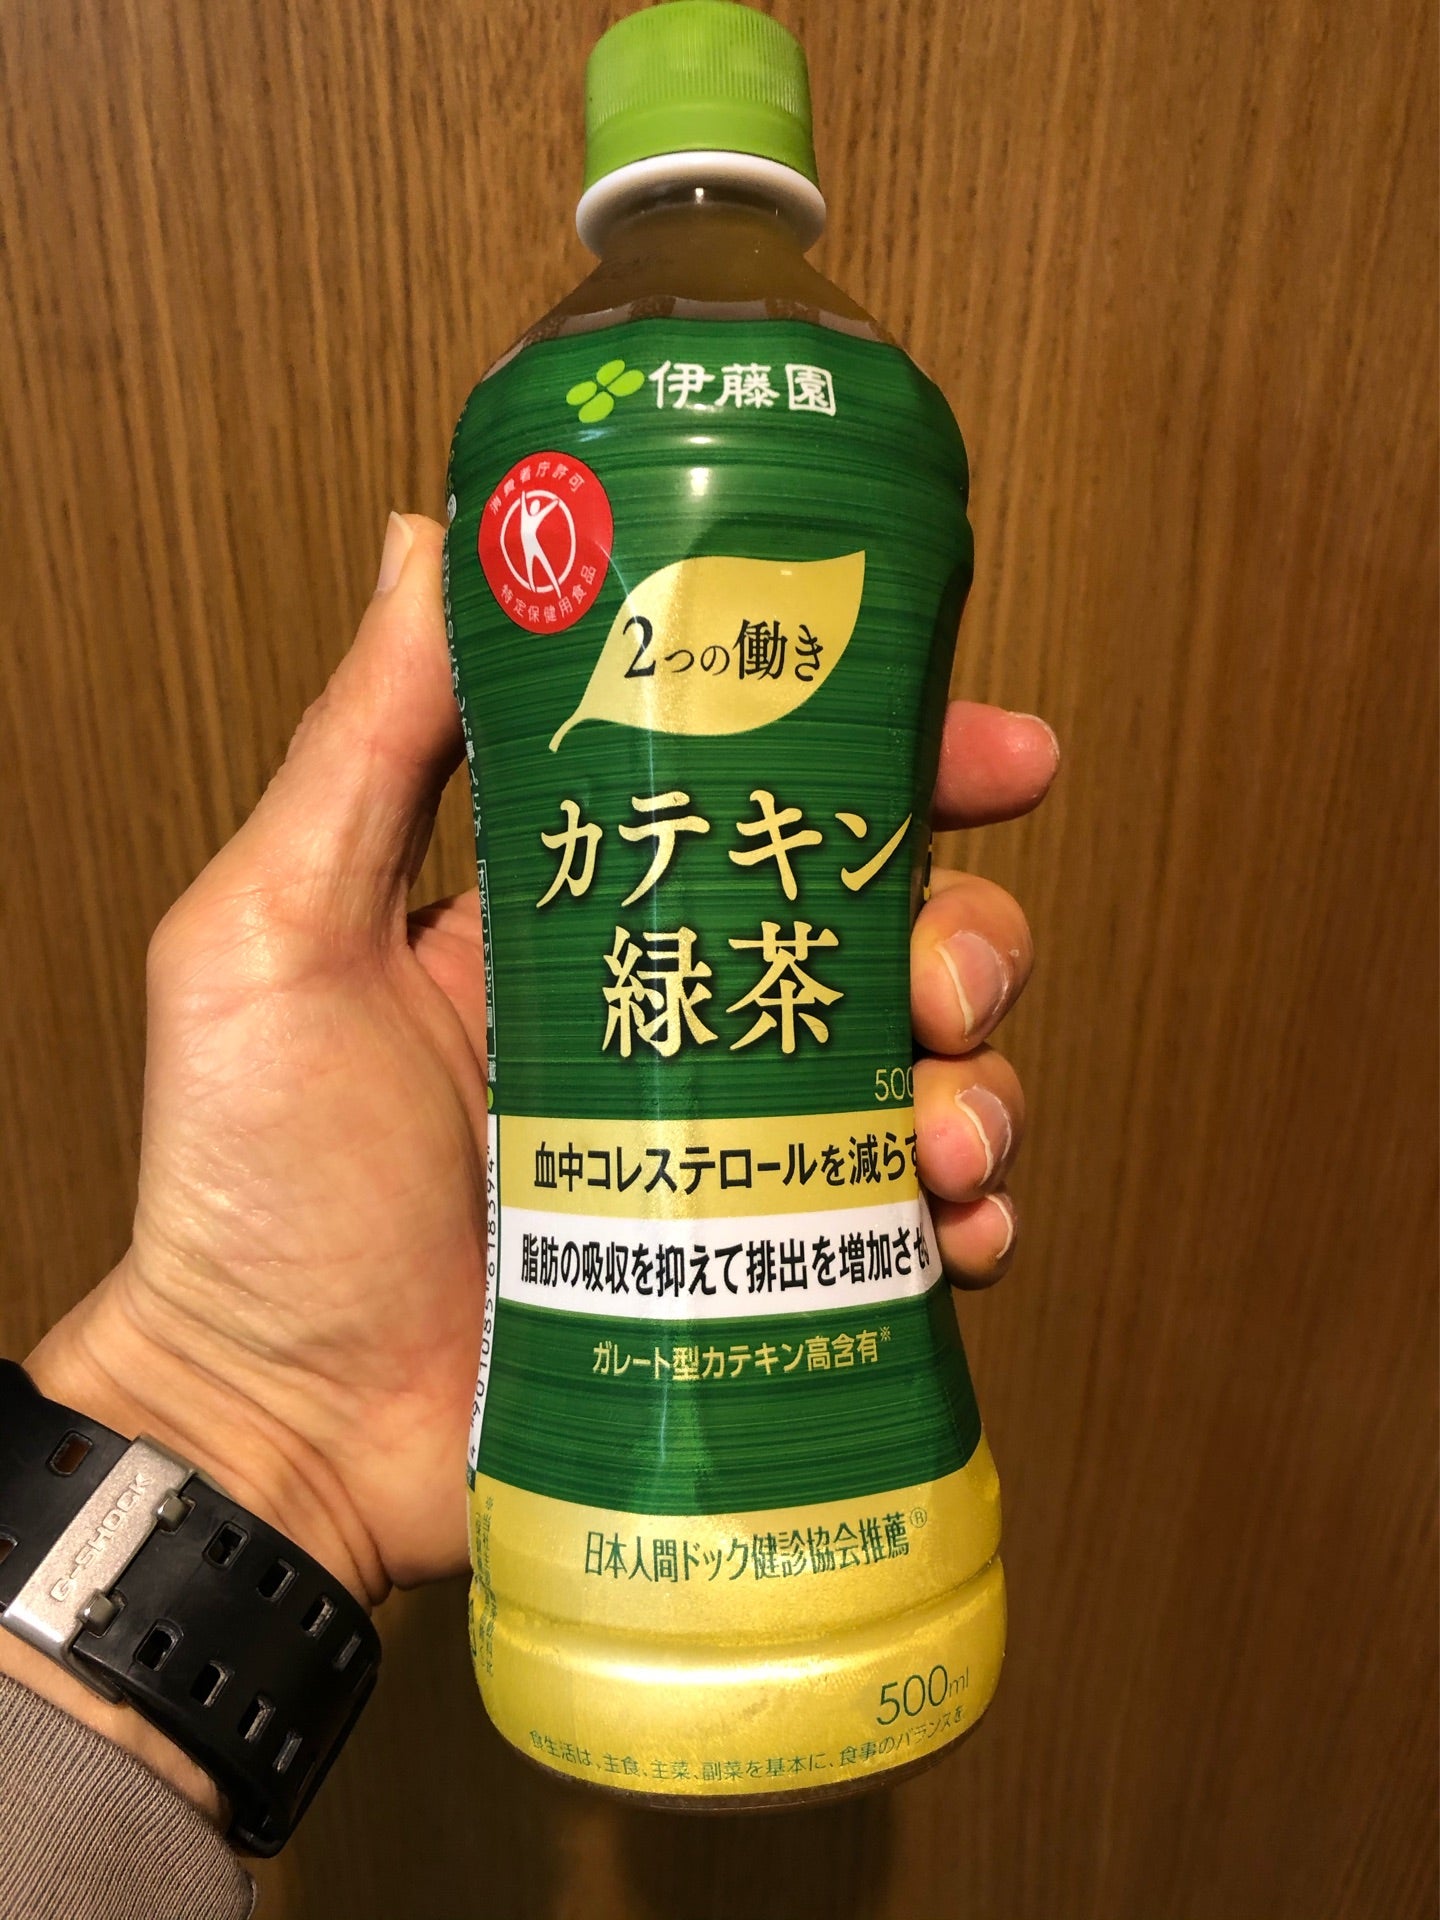 伊藤園
消費者庁許可
特定保健用食品
2つの働き
カテキン
緑茶
500
血中コレステロールを減らす
脂肪の吸収を抑えて排出を増加させ
ガレート型カテキン高含有※
日本人間ドック健診協会推薦®
500ml
食生活は、主食、主菜、副菜を基本に、食事のバランスを
4 901085 618394
G-SHOCK